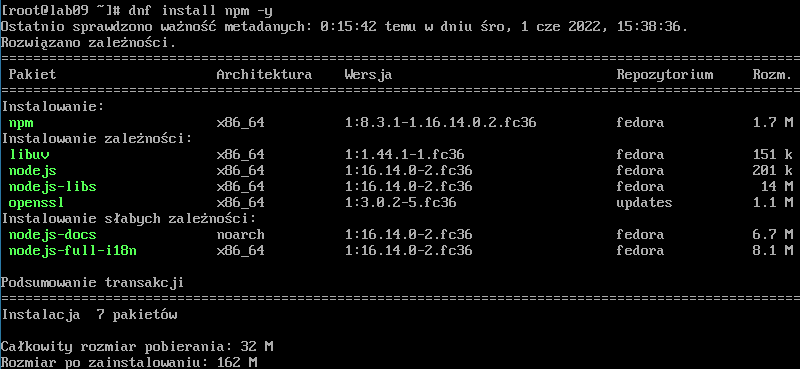 [root@lab09 ~]# dnf install npm -y
Ostatnio sprawdzono ważność metadanych: 0:15:42 temu w dniu śro, 1 cze 2022, 15:38:36.
Rozwiązano zależności.
================================================================================
Pakiet Architektura Wersja Repozytorium Rozm.
================================================================================
Instalowanie:
npm x86_64 1:8.3.1-1.16.14.0.2.fc36 fedora 1.7 M
Instalowanie zależności:
libuv x86_64 1:1.44.1-1.fc36 fedora 151 k
nodejs x86_64 1:16.14.0-2.fc36 fedora 201 k
nodejs-libs x86_64 1:16.14.0-2.fc36 fedora 14 M
openssl x86_64 1:3.0.2-5.fc36 updates 1.1 M
Instalowanie słabych zależności:
nodejs-docs noarch 1:16.14.0-2.fc36 fedora 6.7 M
nodejs-full-i18n x86_64 1:16.14.0-2.fc36 fedora 8.1 M
Podsumowanie transakcji
================================================================================
Instalacja 7 pakietów
Całkowity rozmiar pobierania: 32 M
Rozmiar po zainstalowaniu: 162 M